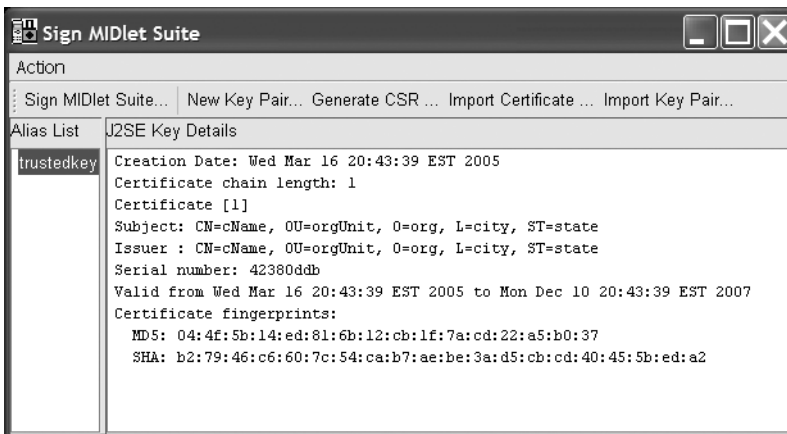 Sign MIDlet Suite
Action
Sign MIDlet Suite... New Key Pair... Generate CSR ... Import Certificate ... Import Key Pair...
Alias List J2SE Key Details
trustedkey
Creation Date: Wed Mar 16 20:43:39 EST 2005
Certificate chain length: 1
Certificate [1]
Subject: CN=cName, OU=orgUnit, O=org, L=city, ST=state
Issuer : CN=cName, OU=orgUnit, O=org, L=city, ST=state
Serial number: 42380ddb
Valid from Wed Mar 16 20:43:39 EST 2005 to Mon Dec 10 20:43:39 EST 2007
Certificate fingerprints:
MD5: 04:4f:5b:14:ed:81:6b:12:cb:1f:7a:cd:22:a5:b0:37
SHA: b2:79:46:c6:60:7c:54:ca:b7:ae:be:3a:d5:cb:cd:40:45:5b:ed:a2